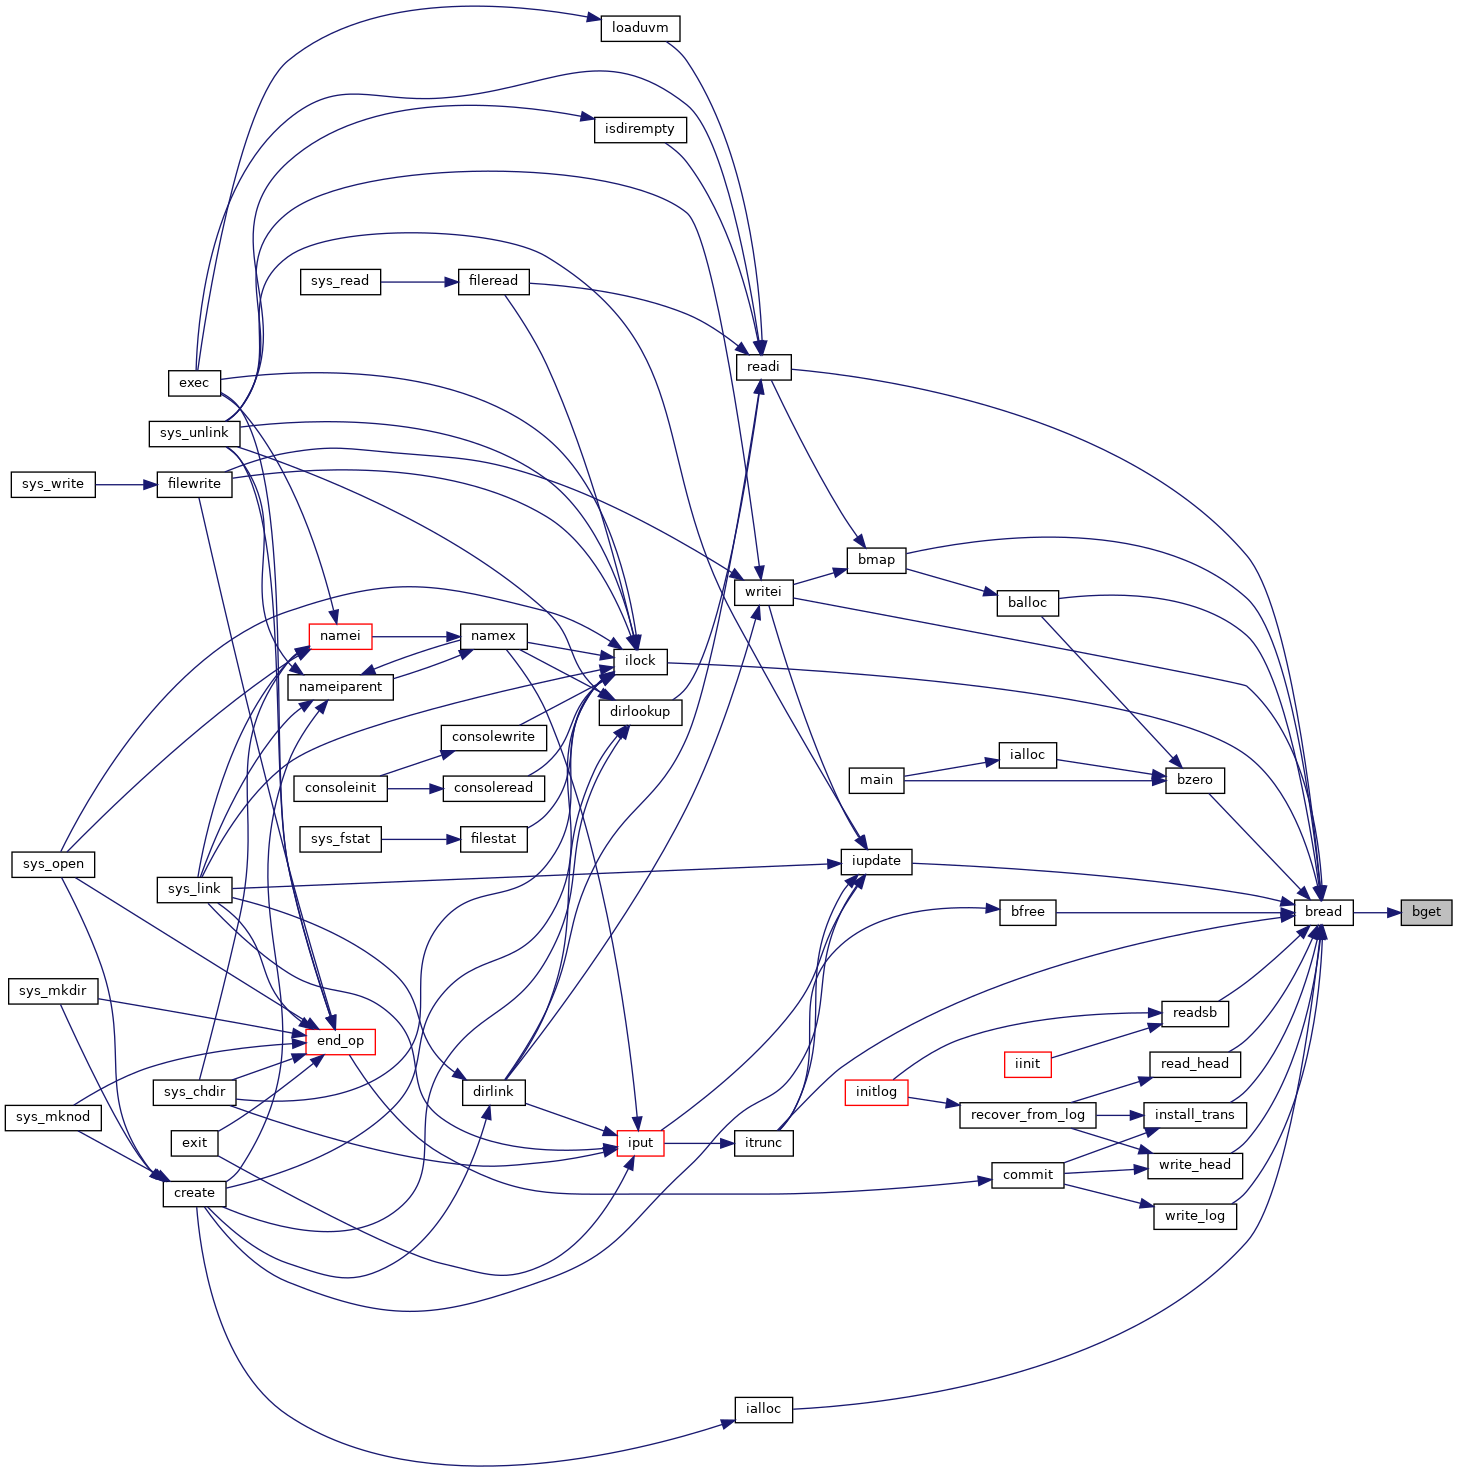 loaduvm
isdirempty
sys_read
fileread
readi
exec
sys_unlink
sys_write
filewrite
bmap
writei
balloc
namei
namex
ilock
nameiparent
dirlookup
consolewrite
ialloc
main
bzero
consoleinit
consoleread
sys_fstat
filestat
sys_open
iupdate
sys_link
bfree
bread
bget
sys_mkdir
readsb
end_op
iinit
read_head
sys_chdir
dirlink
initlog
sys_mknod
recover_from_log
install_trans
exit
iput
itrunc
write_head
commit
create
write_log
ialloc